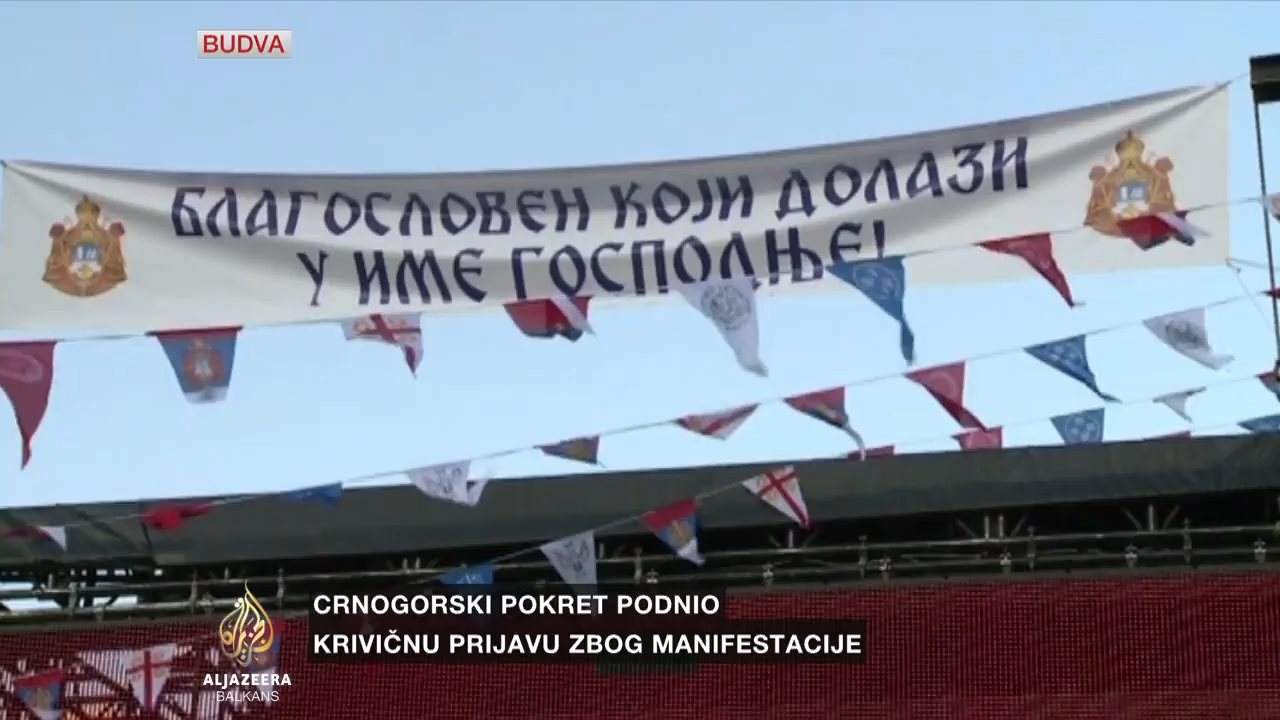 BUDVA
БЛАГОСЛОВЕН КОЈИ ДОЛАЗИ
У ИМЕ ГОСПОДЊЕ!
CRNOGORSKI POKRET PODNIO
KRIVIČNU PRIJAVU ZBOG MANIFESTACIJE
ALJAZEERA
BALKANS